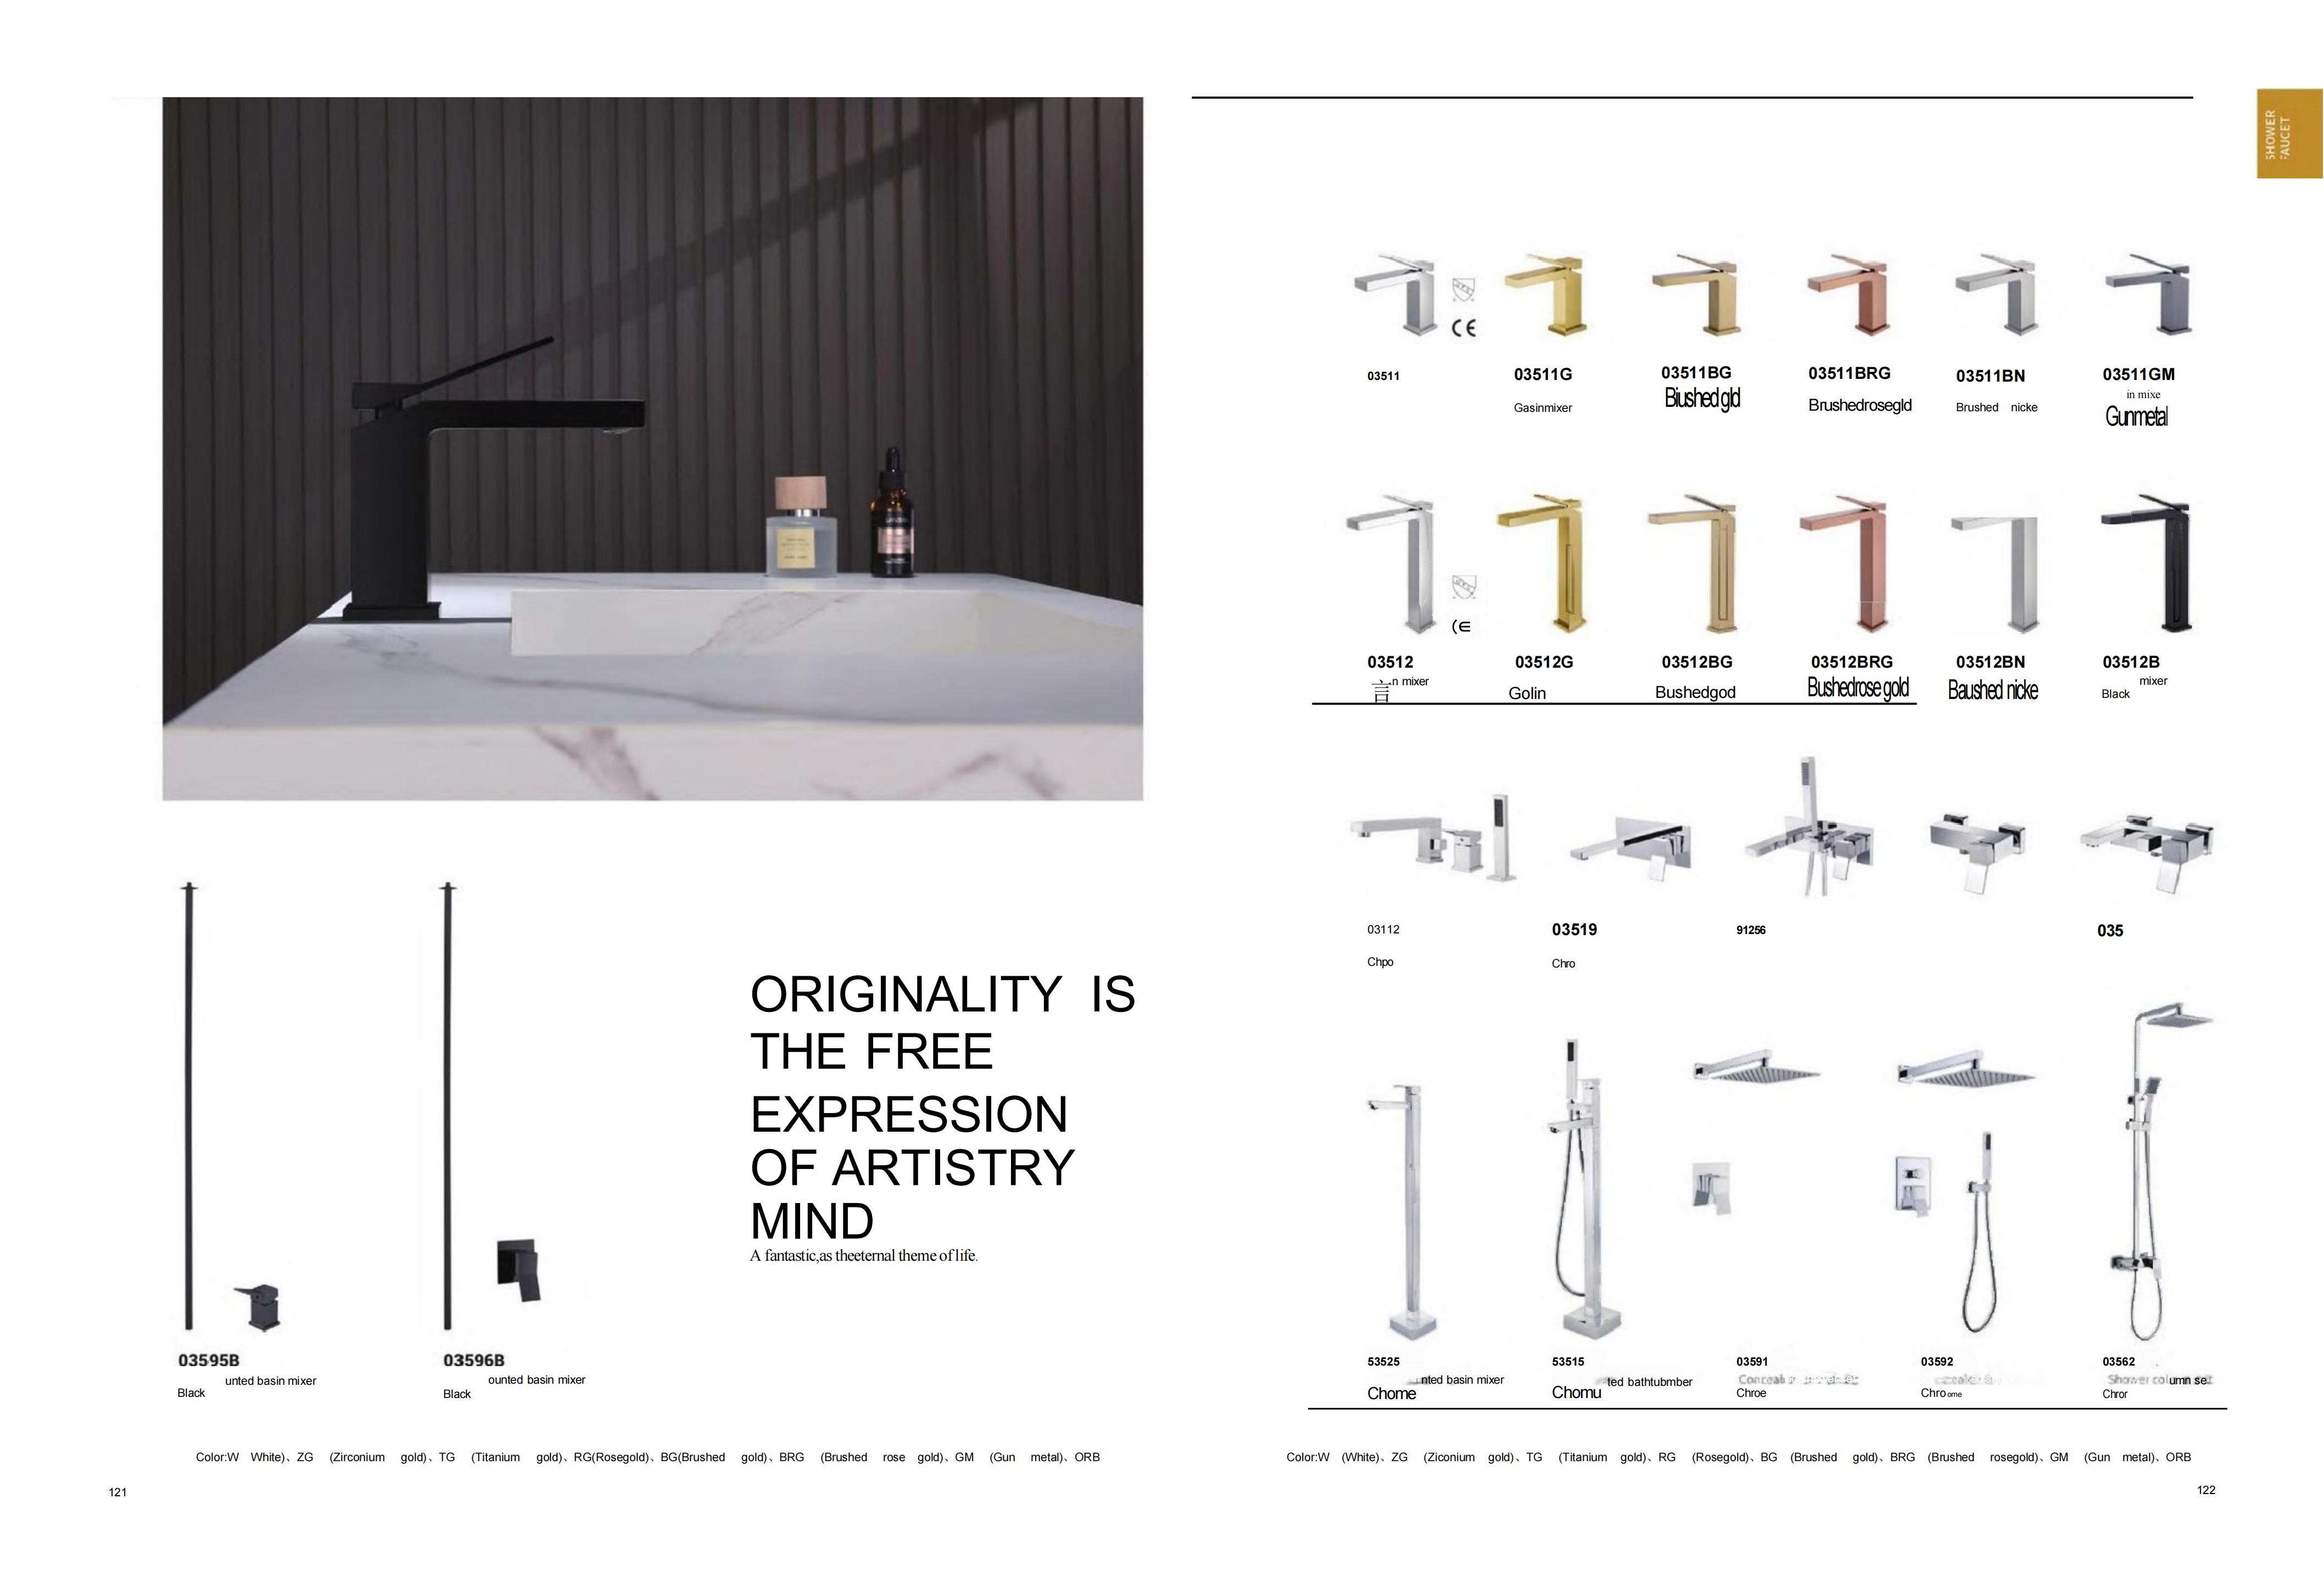 ORIGINALITY IS
THE FREE
EXPRESSION
OF ARTISTRY
MIND
A fantastic,as theeternal theme of life.
03595B
unted basin mixer
Black
03596B
ounted basin mixer
Black
Color:W White)、ZG (Zirconium gold)、TG (Titanium gold)、RG(Rosegold)、BG(Brushed gold)、BRG (Brushed rose gold)、GM (Gun metal)、ORB
121
SHOWER
FAUCET
CE
03511
03511G
Gasinmixer
03511BG
Biushed gld
03511BRG
Brushedrosegld
03511BN
Brushed nicke
03511GM
in mixe
Gunmetal
(∈
03512
言 n mixer
03512G
Golin
03512BG
Bushedgod
03512BRG
Bushedrose gold
03512BN
Baushed nicke
03512B
mixer
Black
03112
Chpo
03519
Chro
91256
035
53525
nted basin mixer
Chome
53515
ted bathtubmber
Chomu
03591
Conceal
Chroe
03592
Chro ome
03562
Shower column se
Chror
Color:W (White)、ZG (Ziconium gold)、TG (Titanium gold)、RG (Rosegold)、BG (Brushed gold)、BRG (Brushed rosegold)、GM (Gun metal)、ORB
122